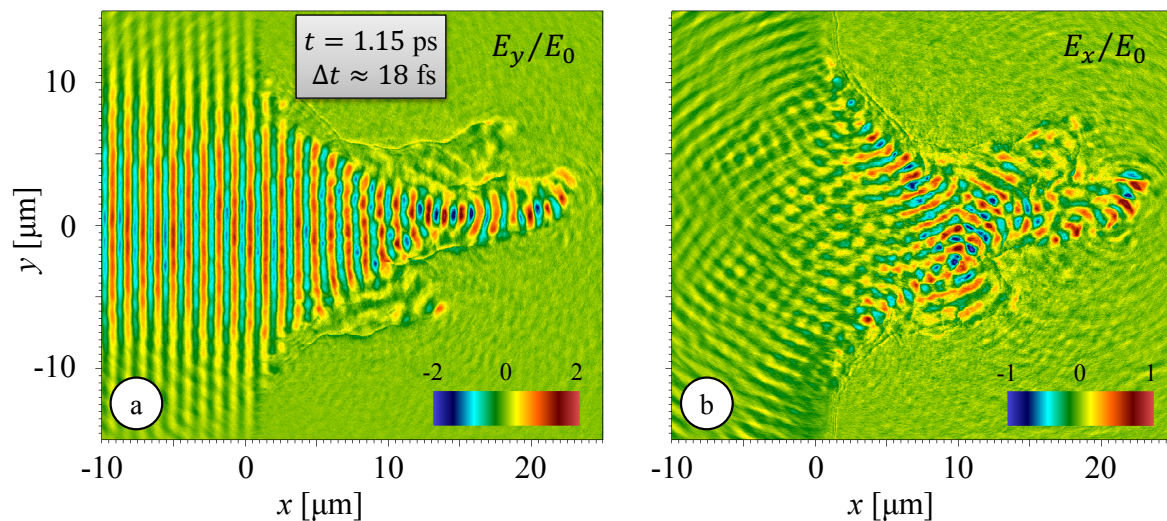 t = 1.15 ps
Δt ≈ 18 fs
E_y/E_0
E_x/E_0
y [μm]
10
0
-10
-2 0 2
-1 0 1
a
b
-10 0 10 20
-10 0 10 20
x [μm]
x [μm]